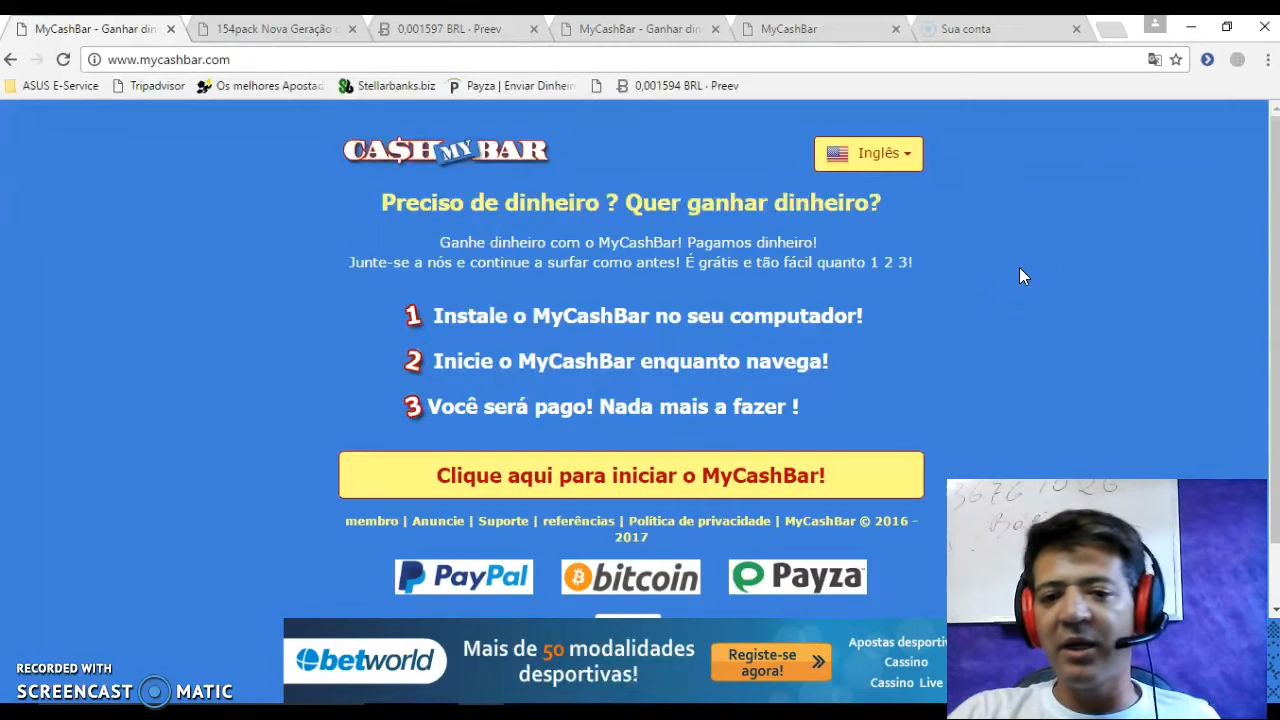 MyCashBar - Ganhar din
154pack Nova Geração
0,001597 BRL - Preev
MyCashBar - Ganhar din
MyCashBar
Sua conta
www.mycashbar.com
ASUS E-Service
Tripadvisor
Os melhores Apostad
Stellarbanks.biz
Payza | Enviar Dinhei
0,001594 BRL - Preev
CA$H MY BAR
Inglês
Preciso de dinheiro ? Quer ganhar dinheiro?
Ganhe dinheiro com o MyCashBar! Pagamos dinheiro!
Junte-se a nós e continue a surfar como antes! É grátis e tão fácil quanto 1 2 3!
1 Instale o MyCashBar no seu computador!
2 Inicie o MyCashBar enquanto navega!
3 Você será pago! Nada mais a fazer !
Clique aqui para iniciar o MyCashBar!
membro | Anuncie | Suporte | referências | Política de privacidade | MyCashBar © 2016 -
2017
PayPal
bitcoin
Payza
betworld
Mais de 50 modalidades
desportivas!
Registe-se
agora!
Apostas desportiv
Cassino
Cassino Live
RECORDED WITH
SCREENCAST MATIC